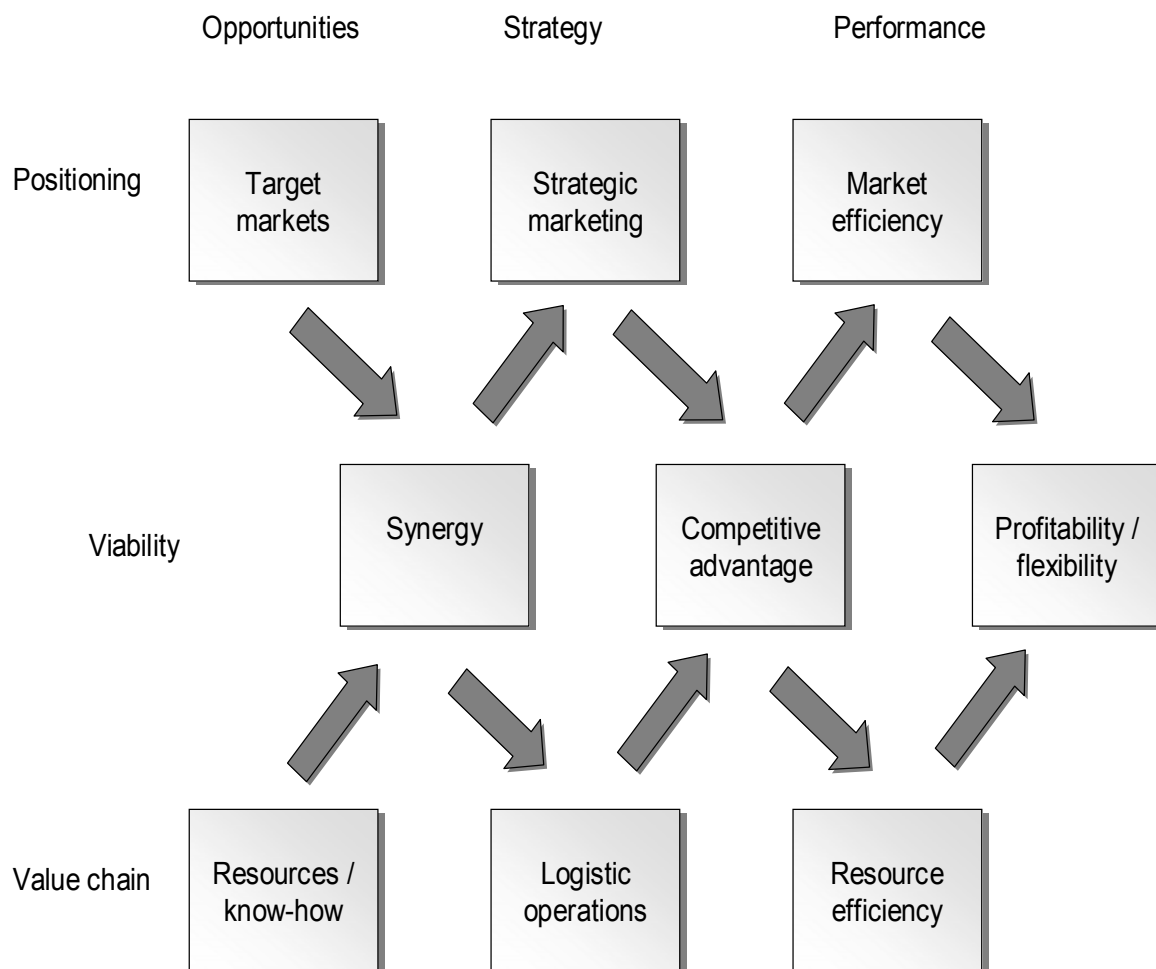 Opportunities Strategy Performance
Positioning
Target
markets
Strategic
marketing
Market
efficiency
Viability
Synergy
Competitive
advantage
Profitability /
flexibility
Value chain
Resources /
know-how
Logistic
operations
Resource
efficiency